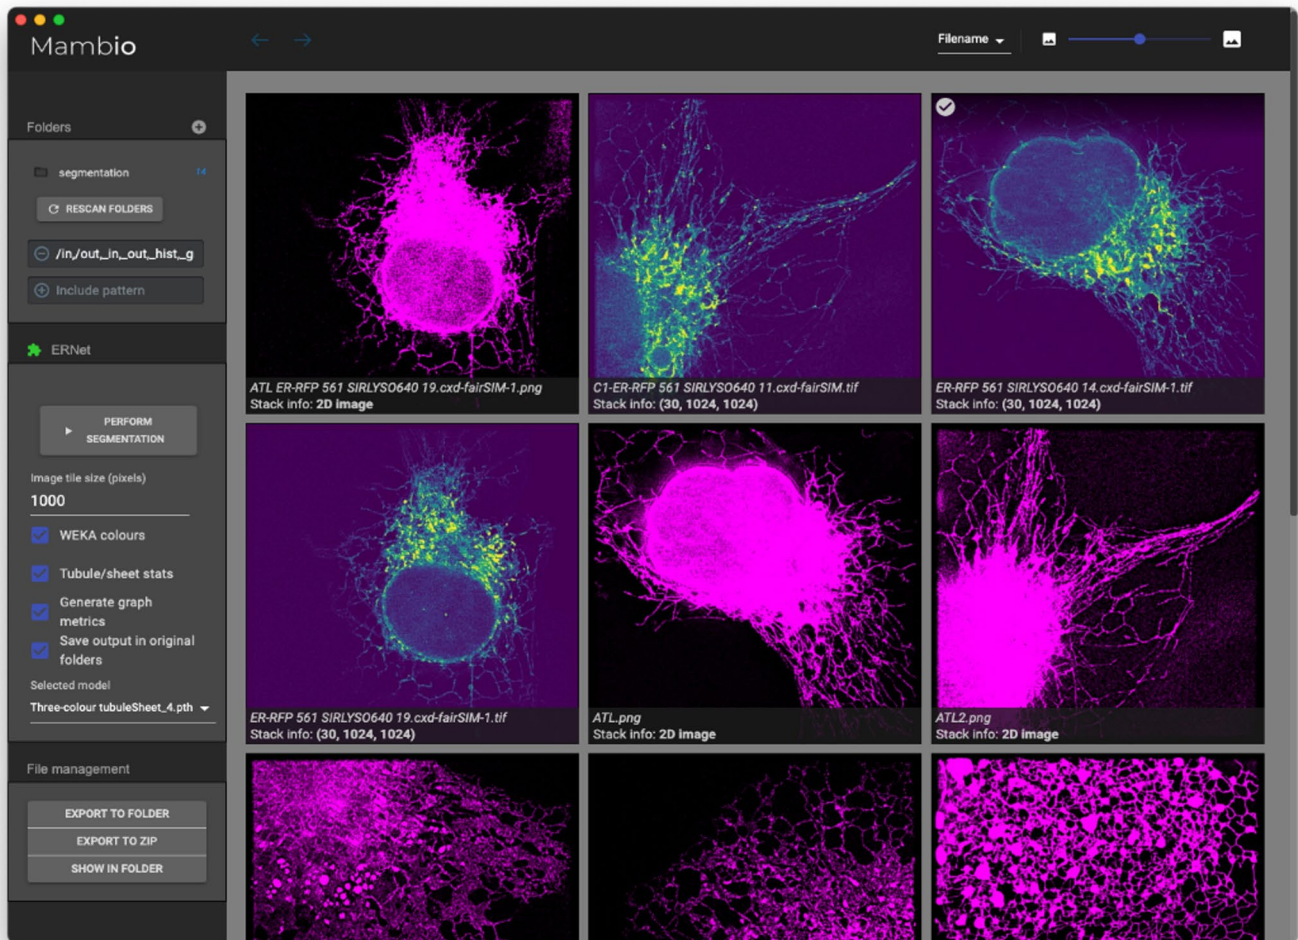 Mambio
Filename
Folders
segmentation 14
RESCAN FOLDERS
/in,/out,_in,_out,_hist,_g
Include pattern
ERNet
PERFORM
SEGMENTATION
Image tile size (pixels)
1000
WEKA colours
Tubule/sheet stats
Generate graph
metrics
Save output in original
folders
Selected model
Three-colour tubuleSheet_4.pth
File management
EXPORT TO FOLDER
EXPORT TO ZIP
SHOW IN FOLDER
ATL ER-RFP 561 SIRLYSO640 19.cxd-fairSIM-1.png
Stack info: 2D image
C1-ER-RFP 561 SIRLYSO640 11.cxd-fairSIM.tif
Stack info: (30, 1024, 1024)
ER-RFP 561 SIRLYSO640 14.cxd-fairSIM-1.tif
Stack info: (30, 1024, 1024)
ER-RFP 561 SIRLYSO640 19.cxd-fairSIM-1.tif
Stack info: (30, 1024, 1024)
ATL.png
Stack info: 2D image
ATL2.png
Stack info: 2D image